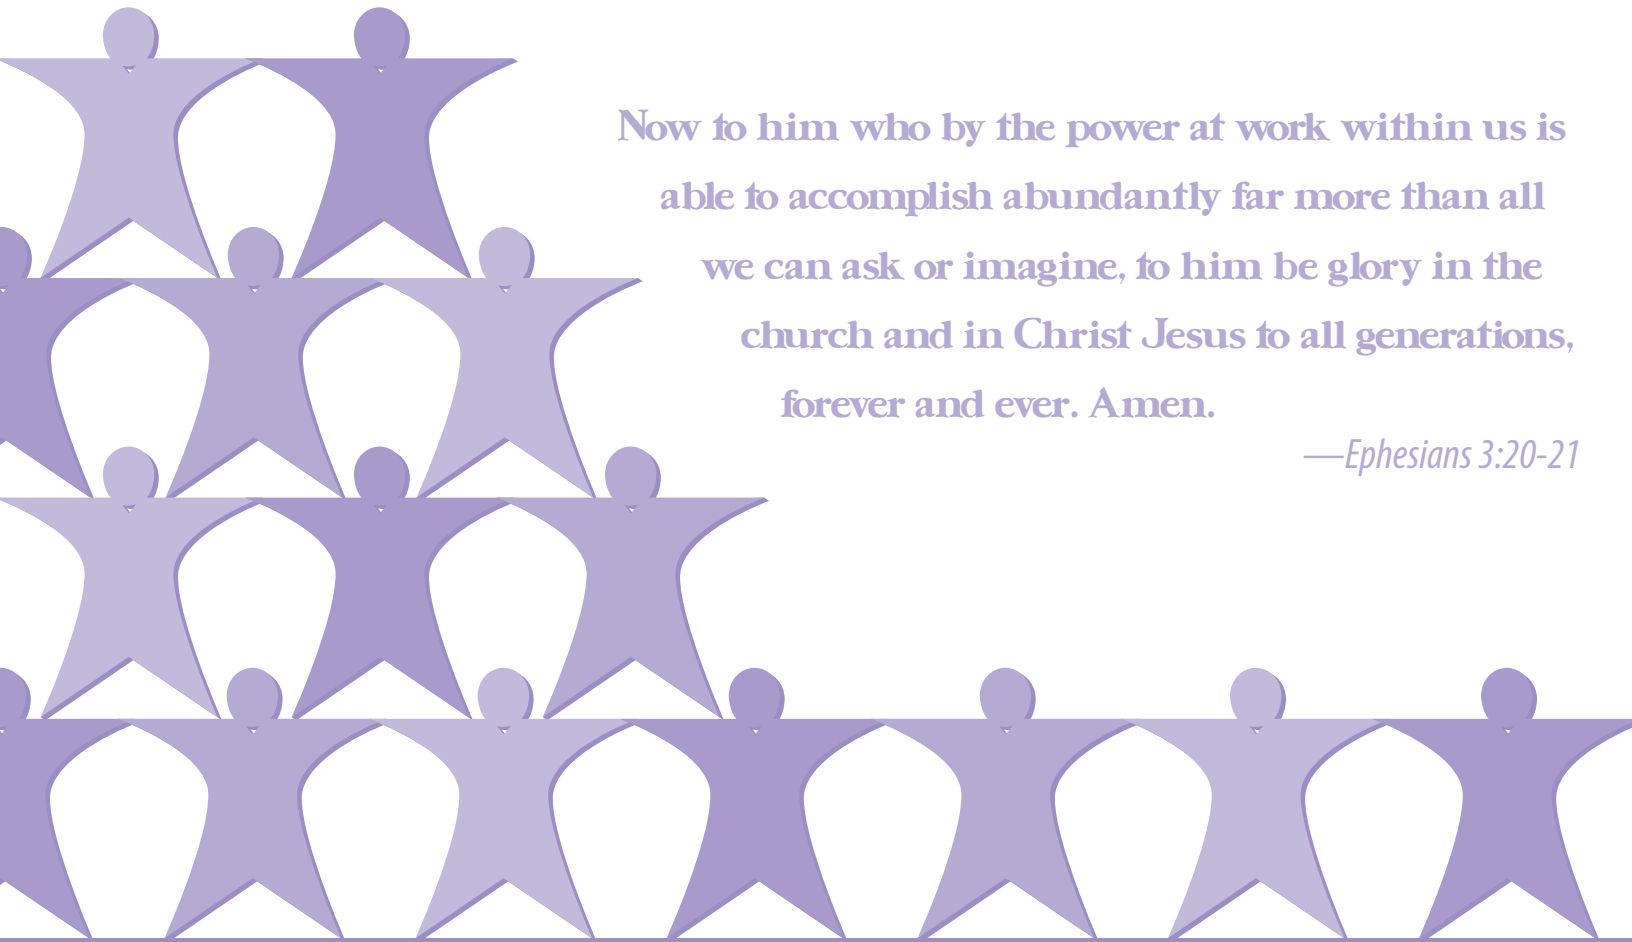 Now to him who by the power at work within us is
able to accomplish abundantly far more than all
we can ask or imagine, to him be glory in the
church and in Christ Jesus to all generations,
forever and ever. Amen.
—Ephesians 3:20-21